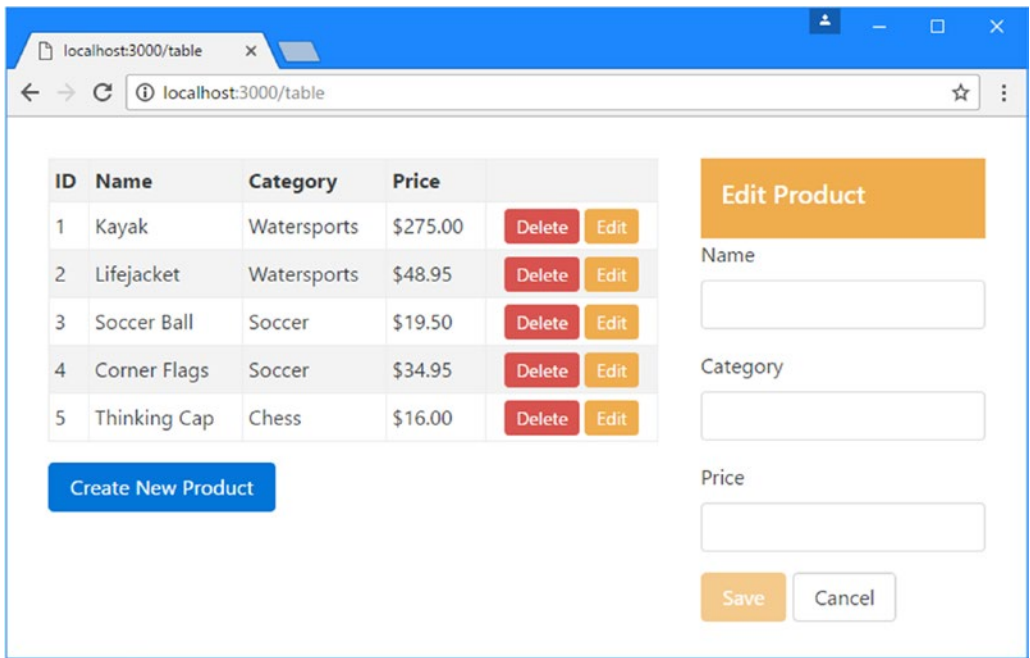 localhost:3000/table
localhost:3000/table
ID Name Category Price
1 Kayak Watersports $275.00 Delete Edit
2 Lifejacket Watersports $48.95 Delete Edit
3 Soccer Ball Soccer $19.50 Delete Edit
4 Corner Flags Soccer $34.95 Delete Edit
5 Thinking Cap Chess $16.00 Delete Edit
Create New Product
Edit Product
Name
Category
Price
Save Cancel